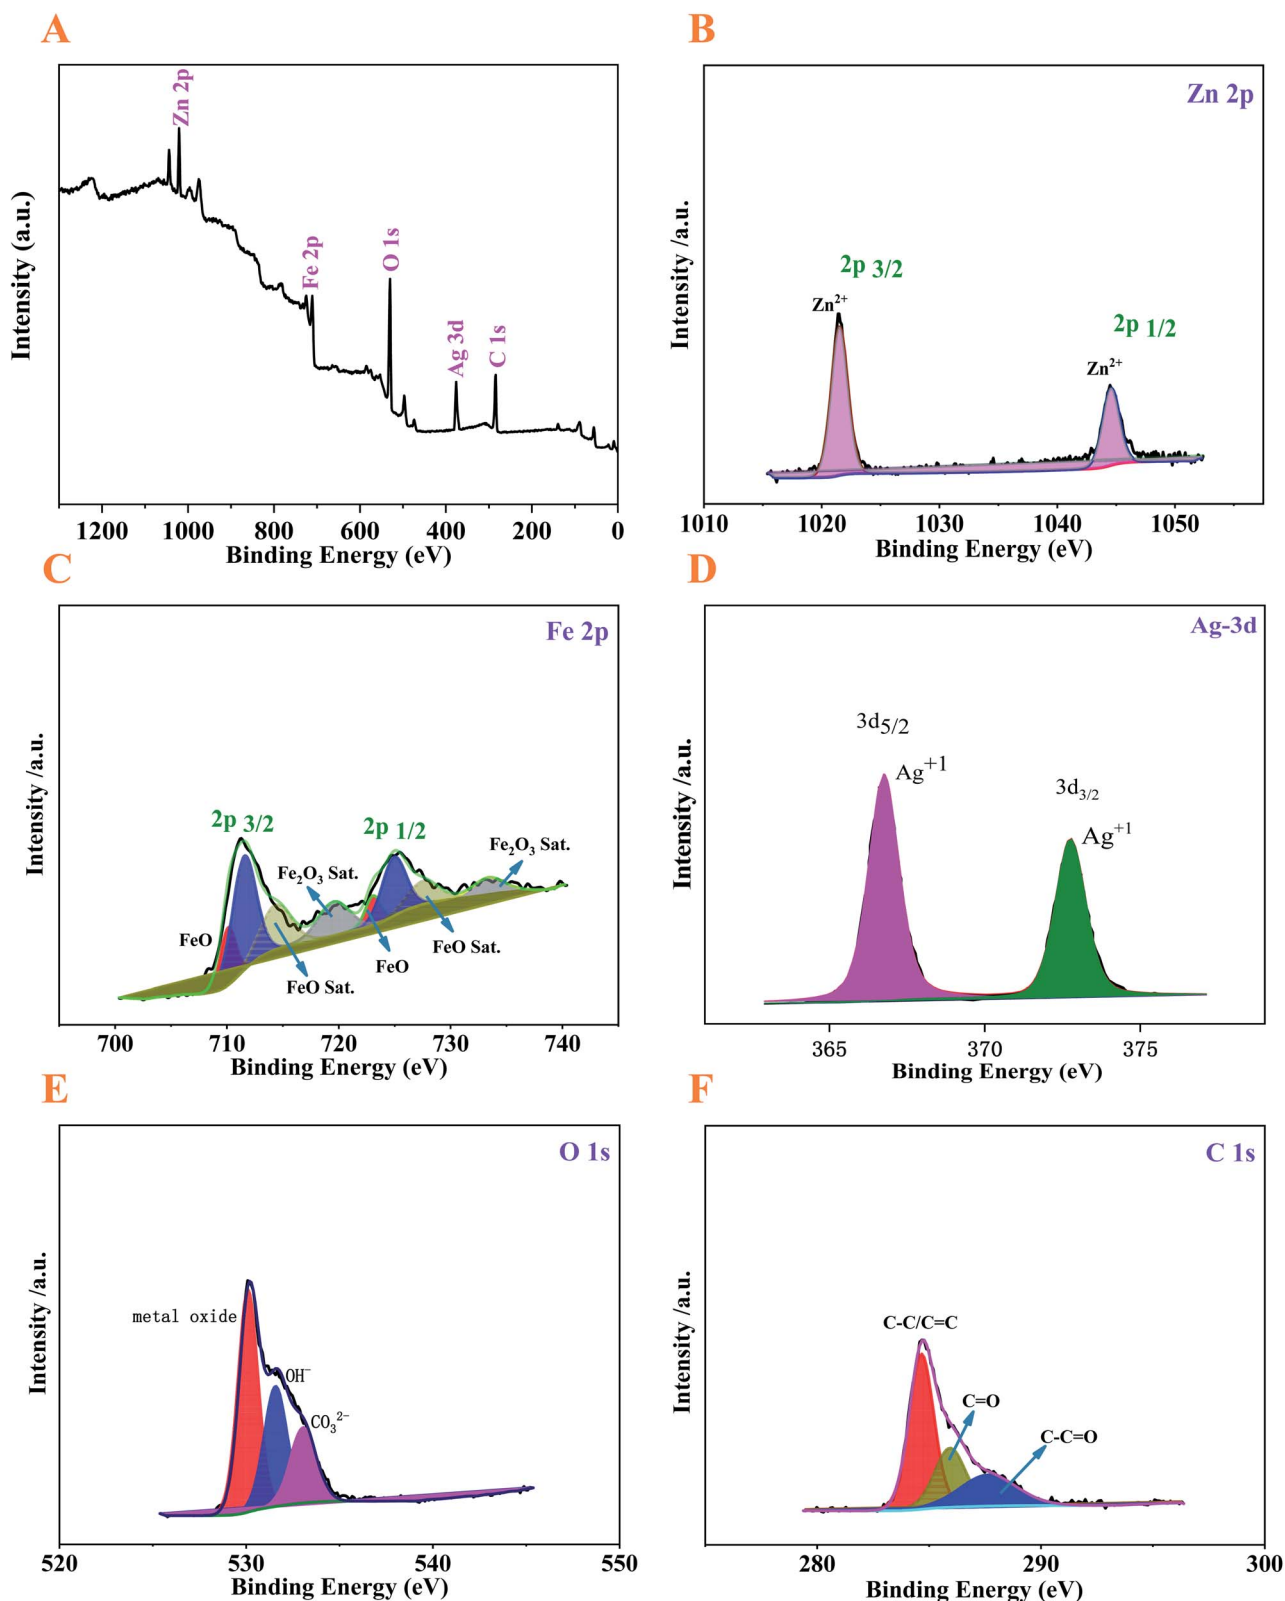 A
Intensity (a.u.)
Zn 2p
Fe 2p
O 1s
Ag 3d
C 1s
1200 1000 800 600 400 200 0
Binding Energy (eV)
B
Intensity /a.u.
Zn 2p
2p 3/2
Zn²⁺
2p 1/2
Zn²⁺
1010 1020 1030 1040 1050
Binding Energy (eV)
C
Intensity /a.u.
Fe 2p
2p 3/2
2p 1/2
Fe₂O₃ Sat.
Fe₂O₃ Sat.
FeO
FeO Sat.
FeO
FeO Sat.
700 710 720 730 740
Binding Energy (eV)
D
Intensity /a.u.
Ag-3d
3d5/2
Ag⁺¹
3d3/2
Ag⁺¹
365 370 375
Binding Energy (eV)
E
Intensity /a.u.
O 1s
metal oxide
OH⁻
CO₃²⁻
520 530 540 550
Binding Energy (eV)
F
Intensity /a.u.
C 1s
C-C/C=C
C=O
C-C=O
280 290 300
Binding Energy (eV)